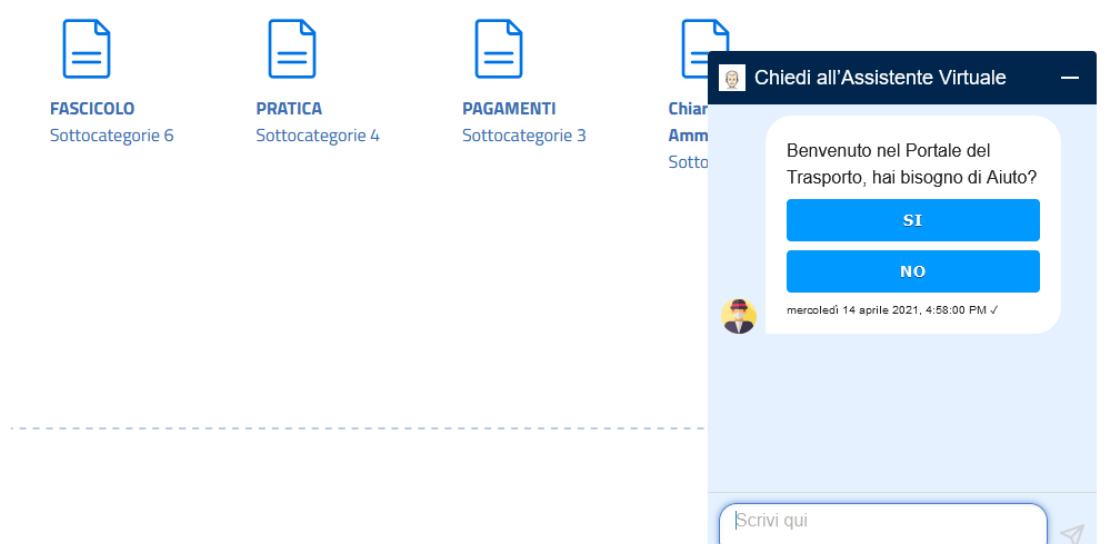 FASCICOLO
Sottocategorie 6
PRATICA
Sottocategorie 4
PAGAMENTI
Sottocategorie 3
Chiedi all'Assistente Virtuale
Benvenuto nel Portale del
Trasporto, hai bisogno di Aiuto?
SI
NO
mercoledì 14 aprile 2021, 4:58:00 PM ✓
Scrivi qui